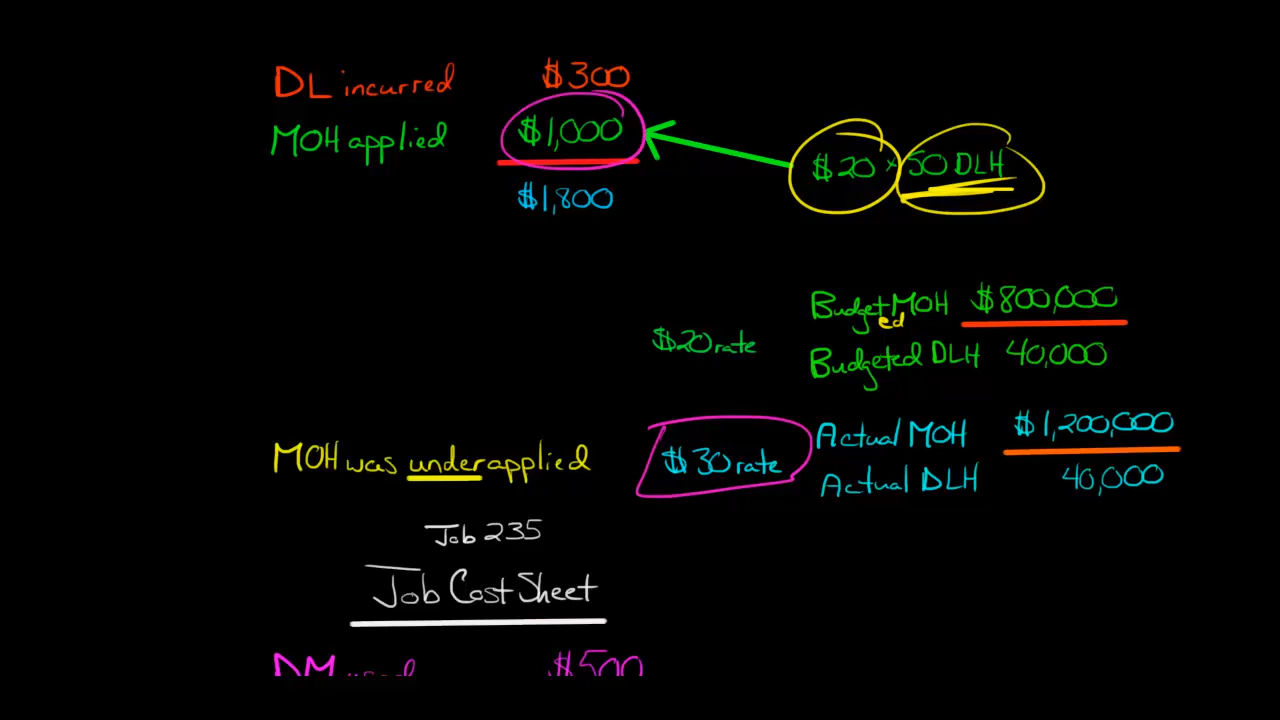 DL incurred $300
MOH applied $1,000
$20 × 50 DLH
$1,800
Budgeted MOH $800,000
$20 rate
Budgeted DLH 40,000
Actual MOH $1,200,000
MOH was underapplied $30 rate
Actual DLH 40,000
Job 235
Job Cost Sheet
DM used $500